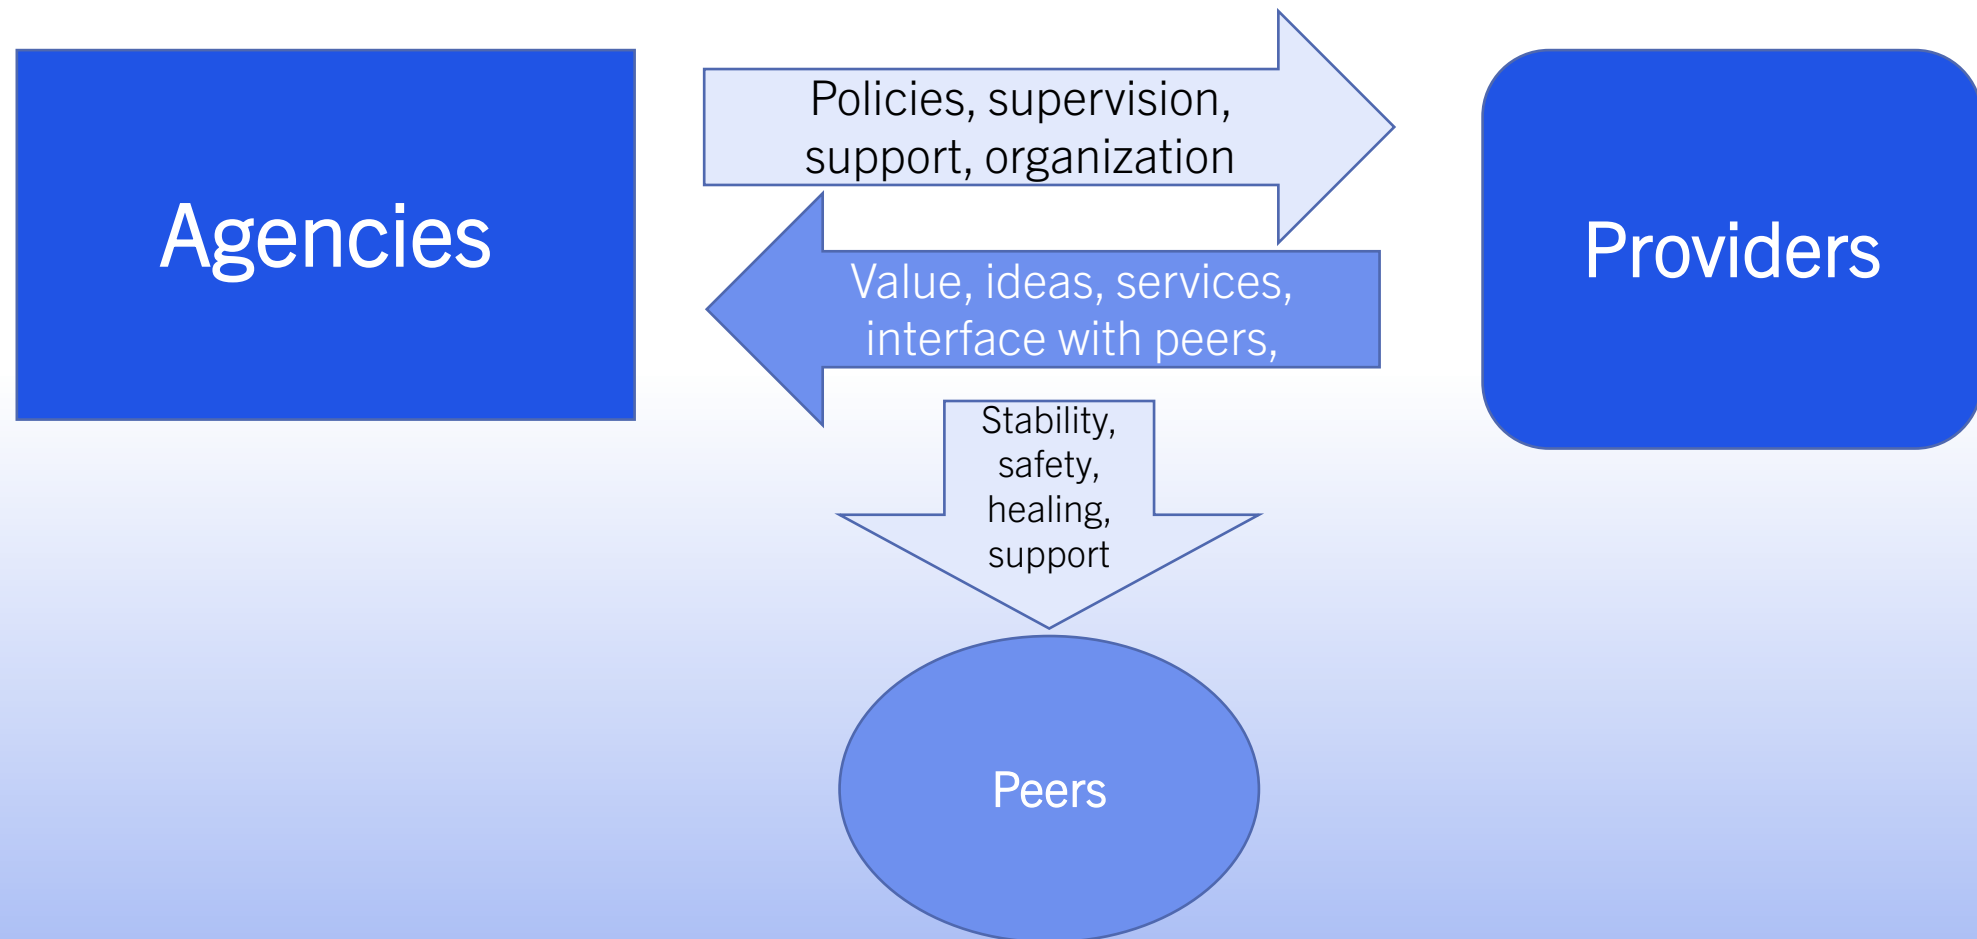 Agencies
Policies, supervision,
support, organization
Providers
Value, ideas, services,
interface with peers,
Stability,
safety,
healing,
support
Peers